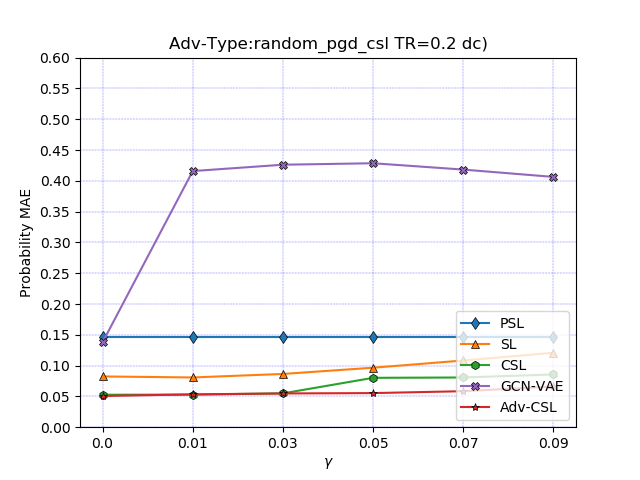 Adv-Type:random_pgd_csl TR=0.2 dc)
Probability MAE
0.60
0.55
0.50
0.45
0.40
0.35
0.30
0.25
0.20
0.15
0.10
0.05
0.00
PSL
SL
CSL
GCN-VAE
Adv-CSL
0.0 0.01 0.03 0.05 0.07 0.09
γ